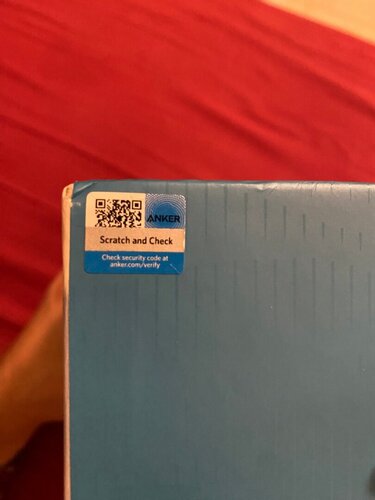 ANKER
Scratch and Check
Check security code at
anker.com/verify